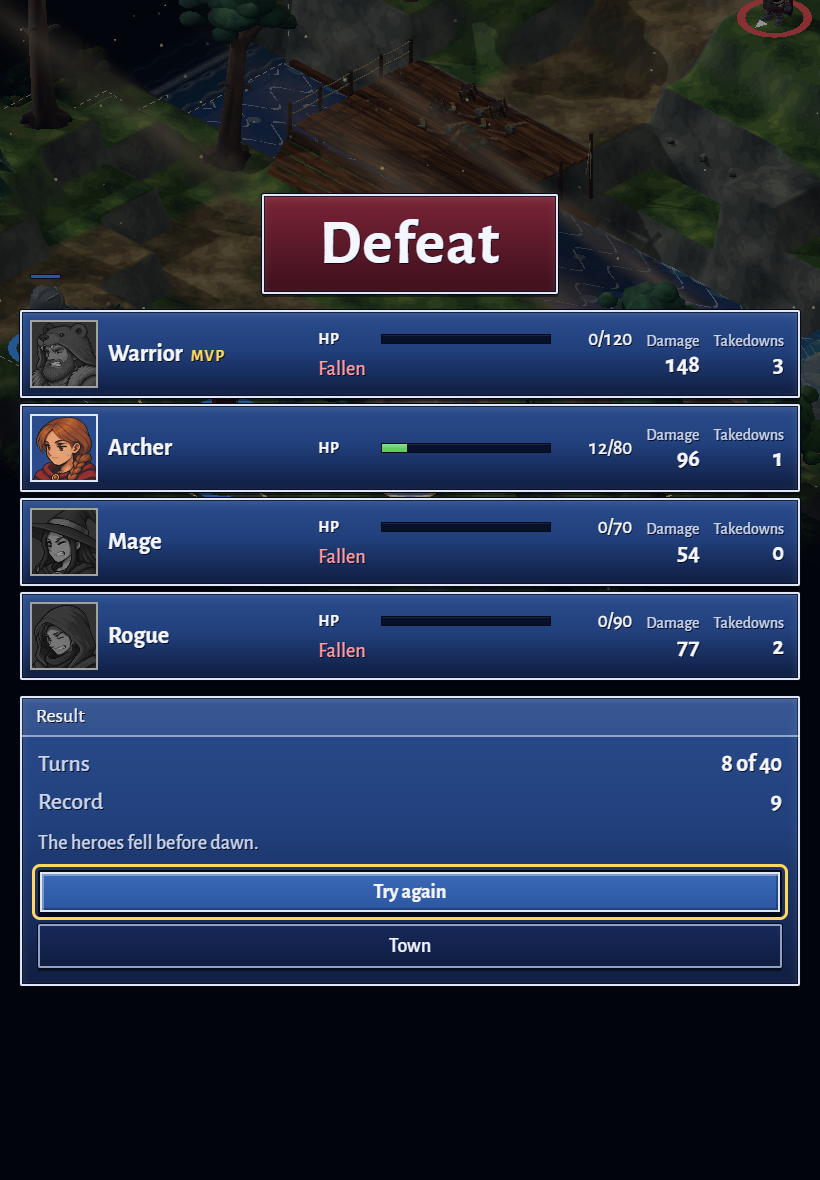 Defeat
Warrior MVP
HP 0/120
Fallen
Damage Takedowns
148 3
Archer
HP 12/80
Damage Takedowns
96 1
Mage
HP 0/70
Fallen
Damage Takedowns
54 0
Rogue
HP 0/90
Fallen
Damage Takedowns
77 2
Result
Turns 8 of 40
Record 9
The heroes fell before dawn.
Try again
Town